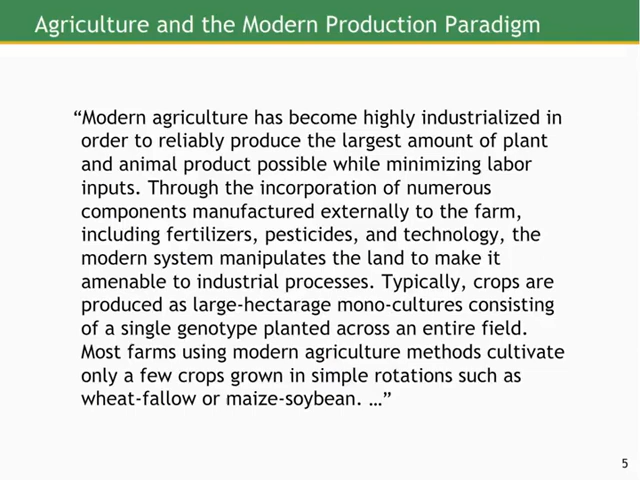 Agriculture and the Modern Production Paradigm
“Modern agriculture has become highly industrialized in
order to reliably produce the largest amount of plant
and animal product possible while minimizing labor
inputs. Through the incorporation of numerous
components manufactured externally to the farm,
including fertilizers, pesticides, and technology, the
modern system manipulates the land to make it
amenable to industrial processes. Typically, crops are
produced as large-hectarage mono-cultures consisting
of a single genotype planted across an entire field.
Most farms using modern agriculture methods cultivate
only a few crops grown in simple rotations such as
wheat-fallow or maize-soybean. …”
5